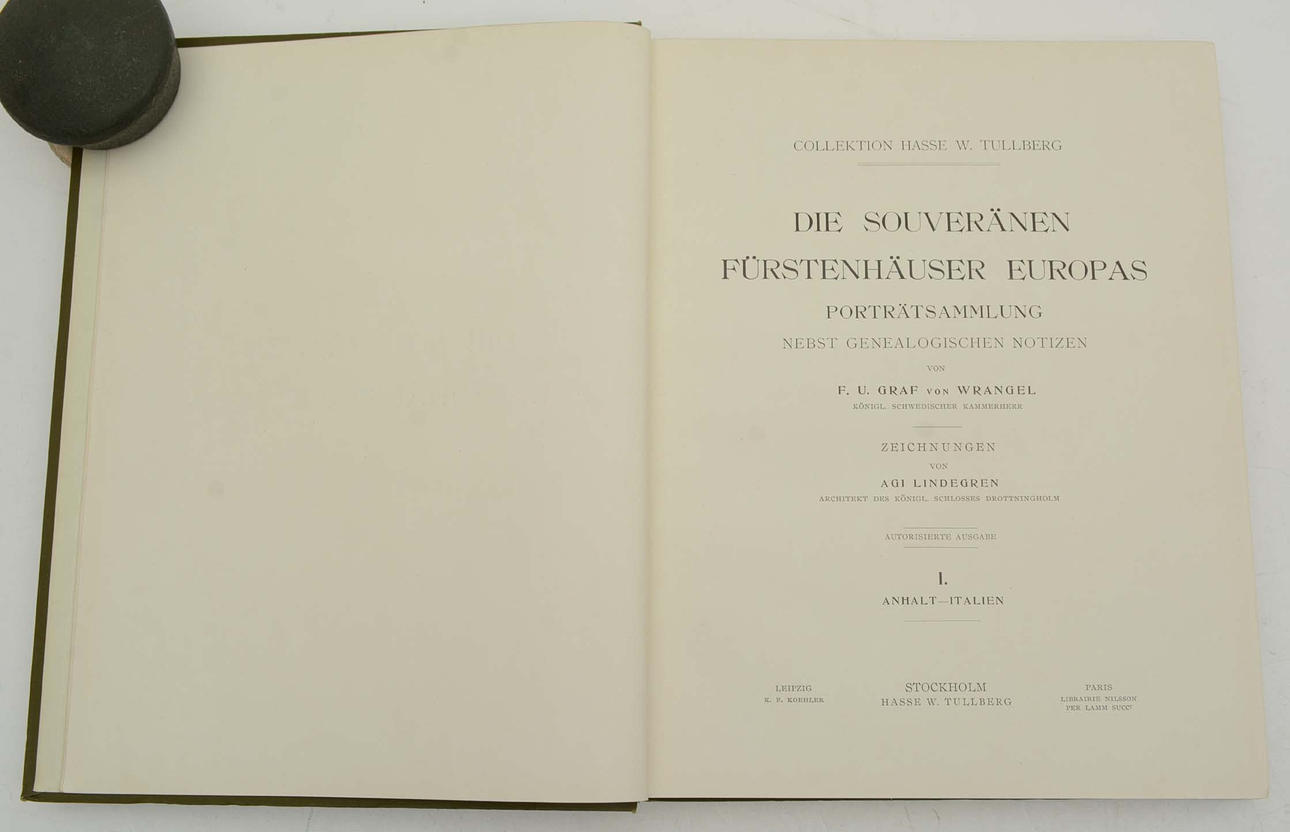 COLLEKTION HASSE W. TULLBERG
DIE SOUVERÄNEN
FÜRSTENHÄUSER EUROPAS
PORTRÄTSAMMLUNG
NEBST GENEALOGISCHEN NOTIZEN
VON
F. U. GRAF VON WRANGEL
KÖNIGL. SCHWEDISCHER KAMMERHERR
ZEICHNUNGEN
VON
AGI LINDEGREN
ARCHITEKT DES KÖNIGL. SCHLOSSES DROTTNINGHOLM
AUTORISIERTE AUSGABE
I.
ANHALT—ITALIEN
LEIPZIG
K. F. KOEHLER
STOCKHOLM
HASSE W. TULLBERG
PARIS
LIBRAIRIE NILSSON
PER LAMM SUCCR